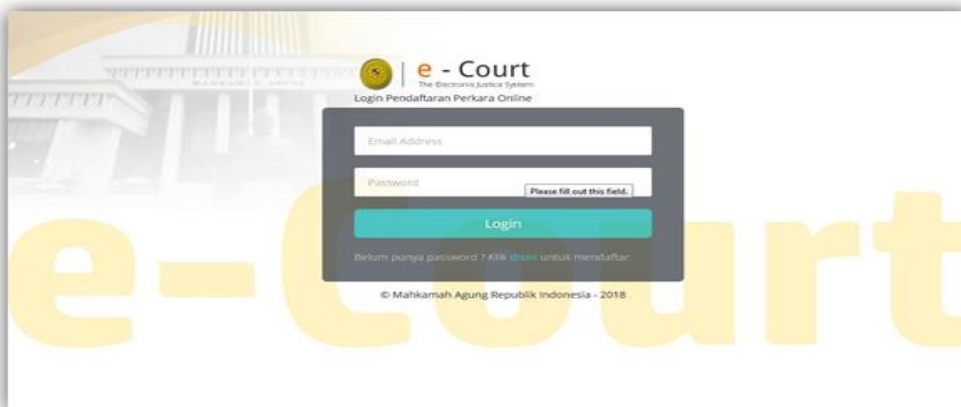 e - Court
The Electronic Justice System
Login Pendaftaran Perkara Online
Email Address
Password
Please fill out this field.
Login
Belum punya password ? Klik disini untuk mendaftar.
© Mahkamah Agung Republik Indonesia - 2018
e-Court